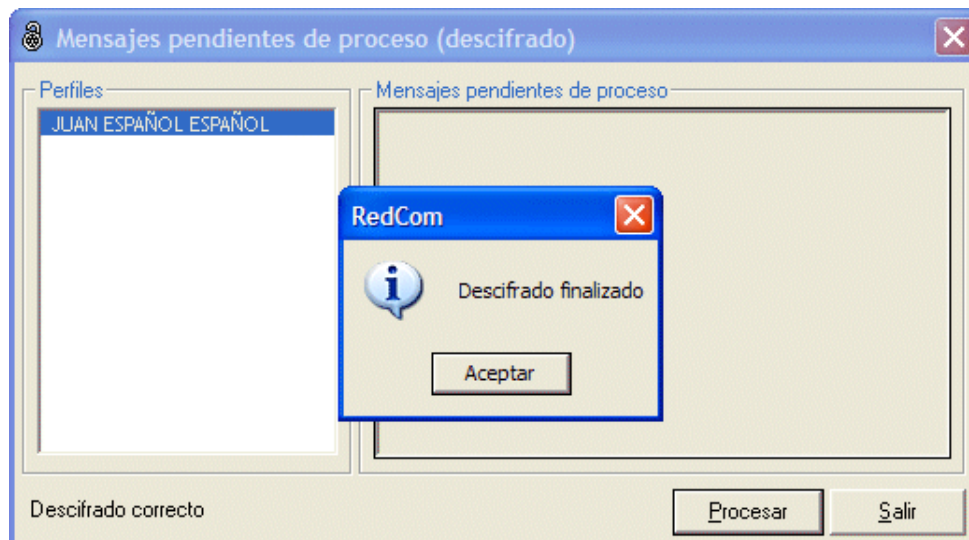 Mensajes pendientes de proceso (descifrado)
Perfiles
Mensajes pendientes de proceso
JUAN ESPAÑOL ESPAÑOL
RedCom
Descifrado finalizado
Aceptar
Descifrado correcto
Procesar
Salir